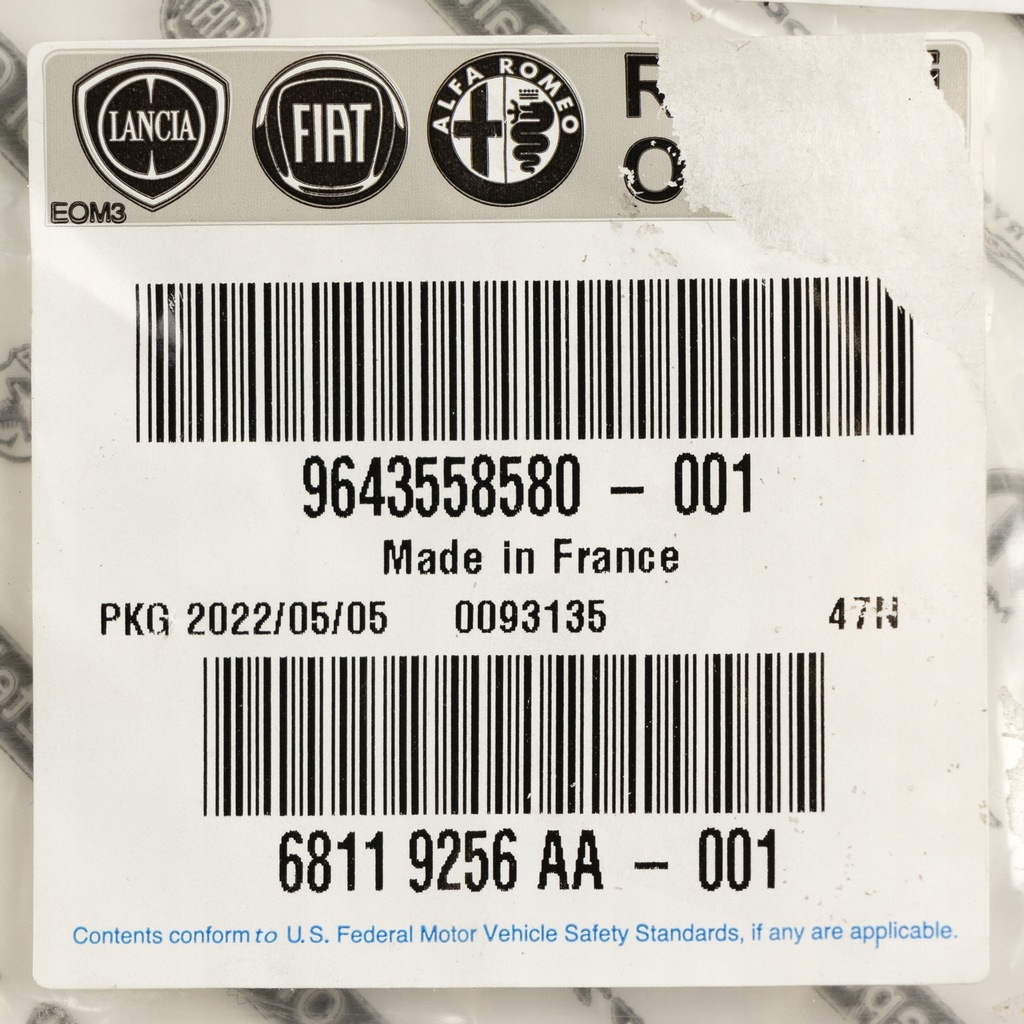 LANCIA FIAT ALFA ROMEO
EOM3
9643558580 – 001
Made in France
PKG 2022/05/05 0093135 47N
6811 9256 AA – 001
Contents conform to U.S. Federal Motor Vehicle Safety Standards, if any are applicable.